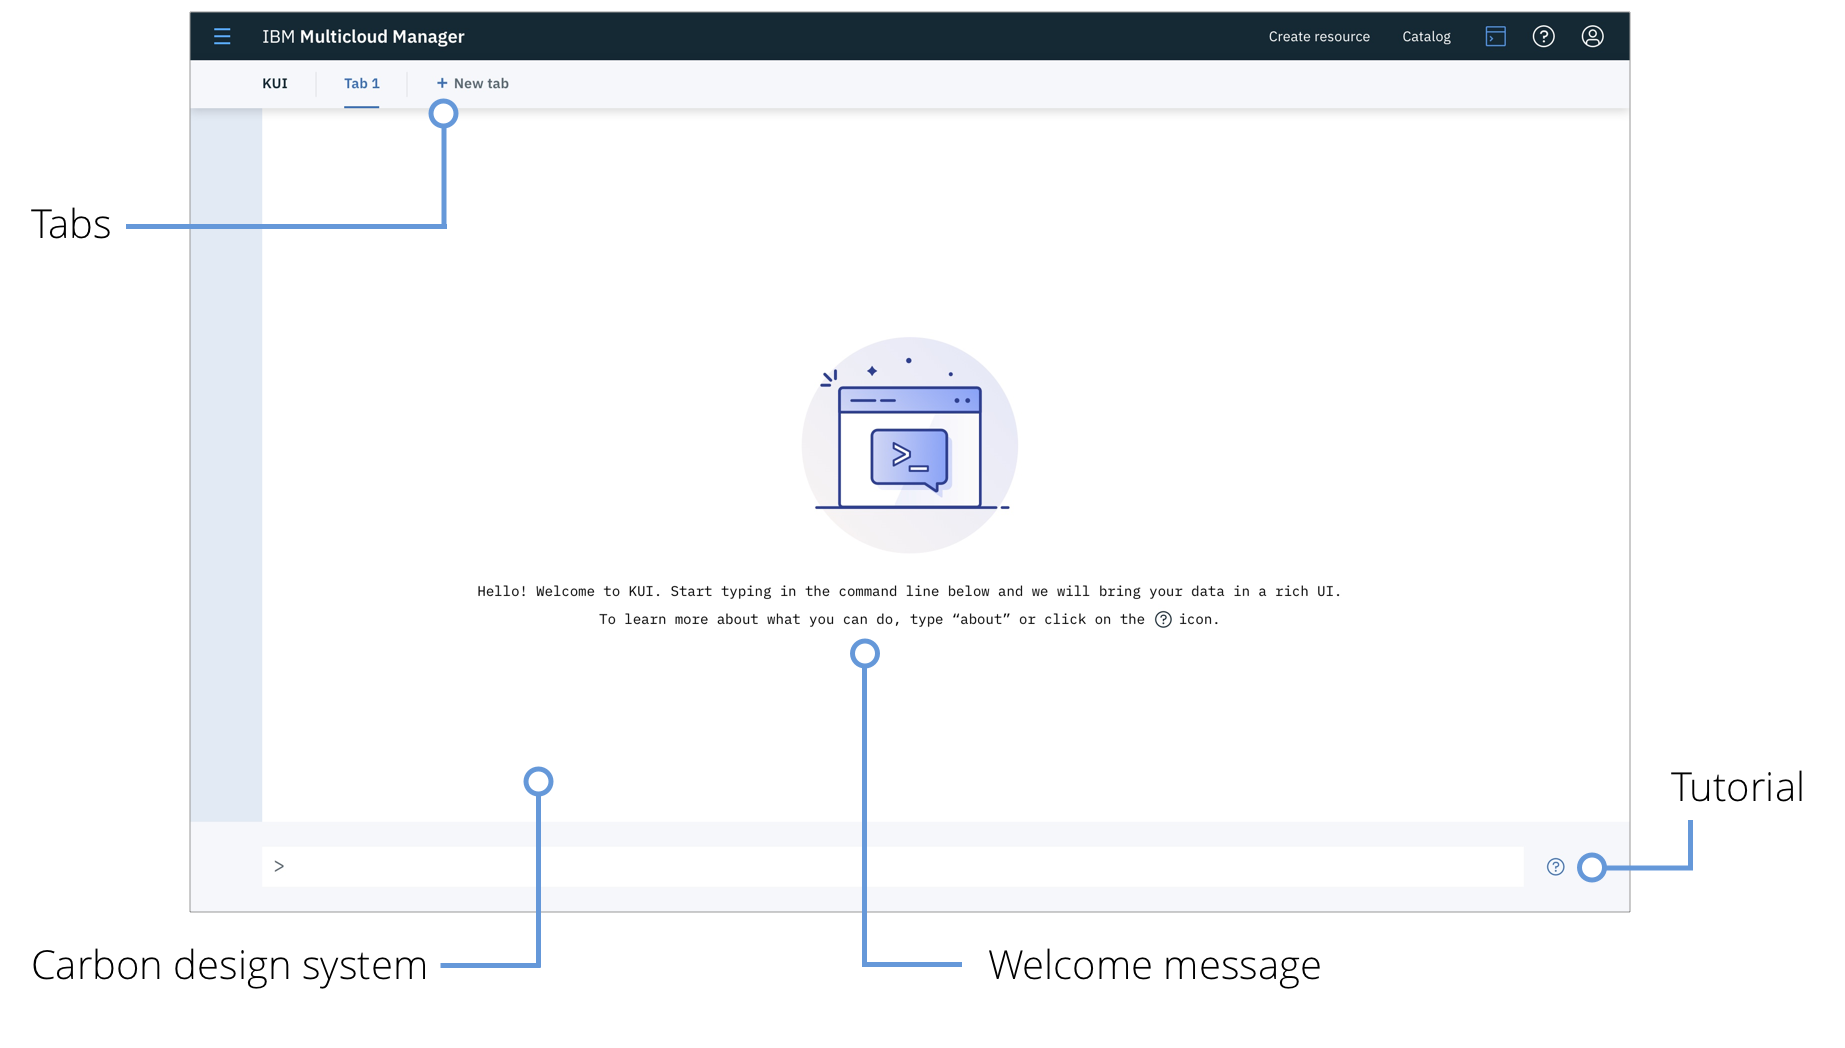 IBM Multicloud Manager
Create resource
Catalog
KUI
Tab 1
+ New tab
Tabs
>_
Hello! Welcome to KUI. Start typing in the command line below and we will bring your data in a rich UI.
To learn more about what you can do, type “about” or click on the ? icon.
Tutorial
>
?
Carbon design system
Welcome message